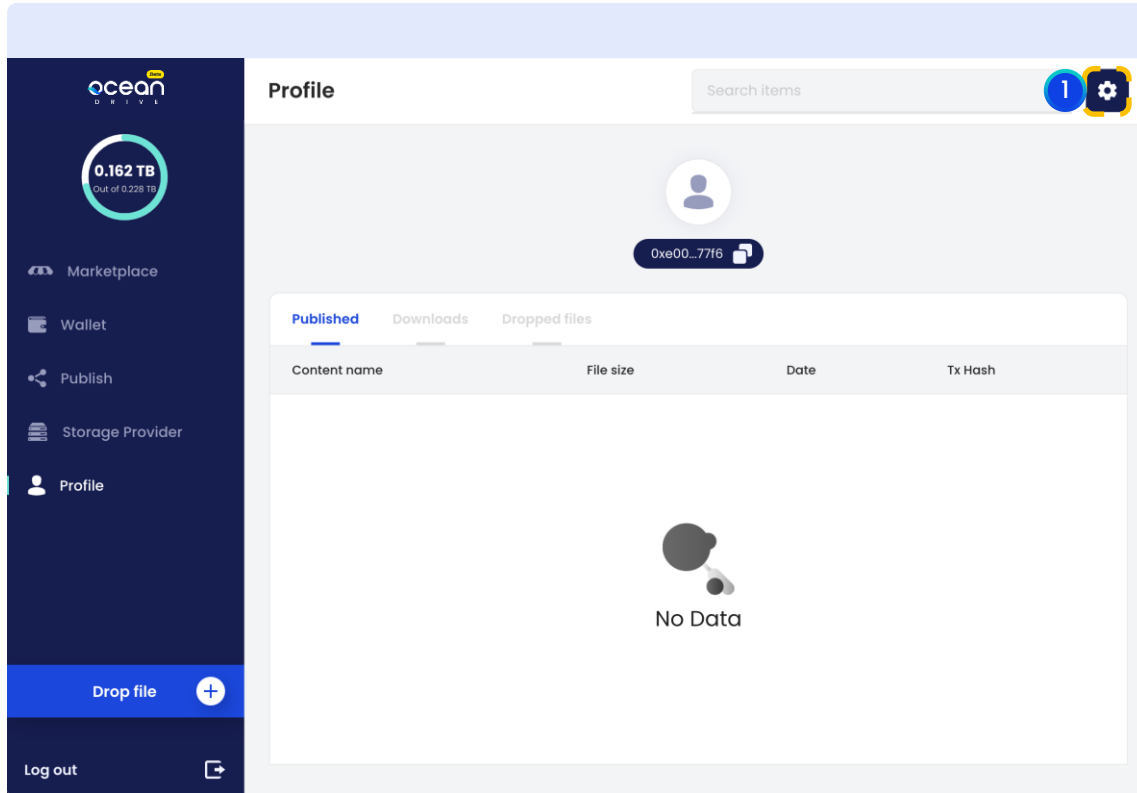 Beta
ocean
DRIVE
0.162 TB
Out of 0.228 TB
Marketplace
Wallet
Publish
Storage Provider
Profile
Drop file
Log out
Profile
Search items
1
0xe00...77f6
Published Downloads Dropped files
Content name File size Date Tx Hash
No Data